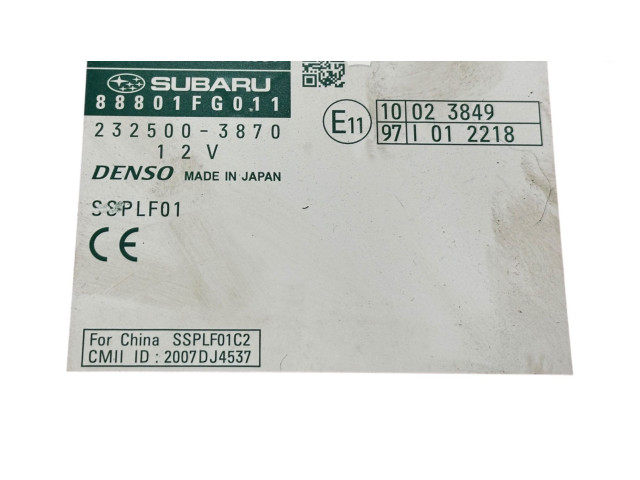 SUBARU
88801FG011
232500-3870
12V
DENSO MADE IN JAPAN
SSPLF01
CE
E11
10 02 3849
97 I 01 2218
For China SSPLF01C2
CMII ID : 2007DJ4537